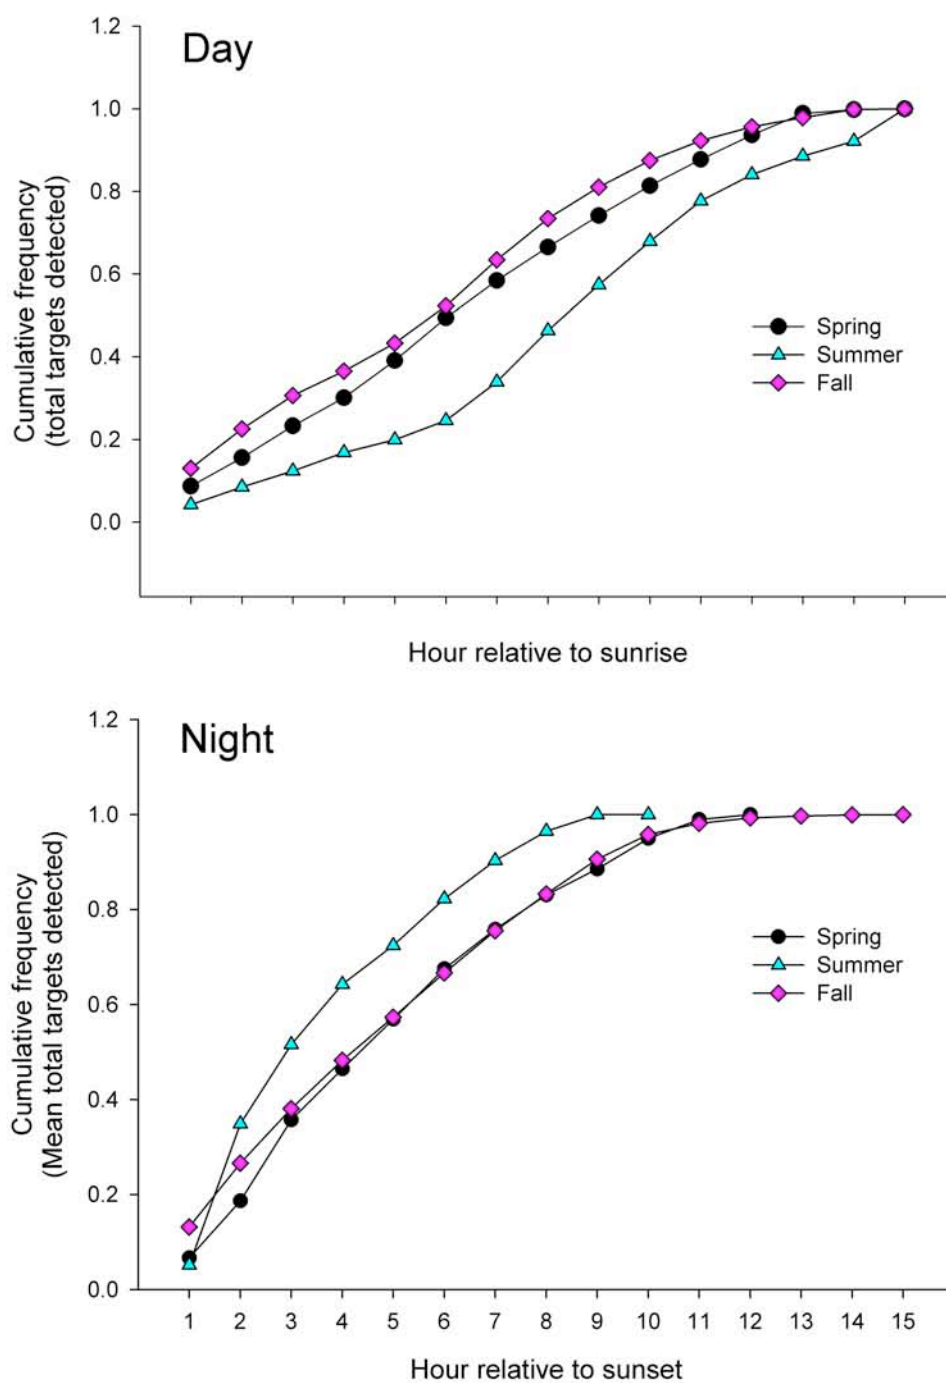 Day
1.2
1.0
0.8
0.6
0.4
0.2
0.0
Cumulative frequency
(total targets detected)
Spring
Summer
Fall
Hour relative to sunrise
Night
1.2
1.0
0.8
0.6
0.4
0.2
0.0
Cumulative frequency
(Mean total targets detected)
Spring
Summer
Fall
1 2 3 4 5 6 7 8 9 10 11 12 13 14 15
Hour relative to sunset